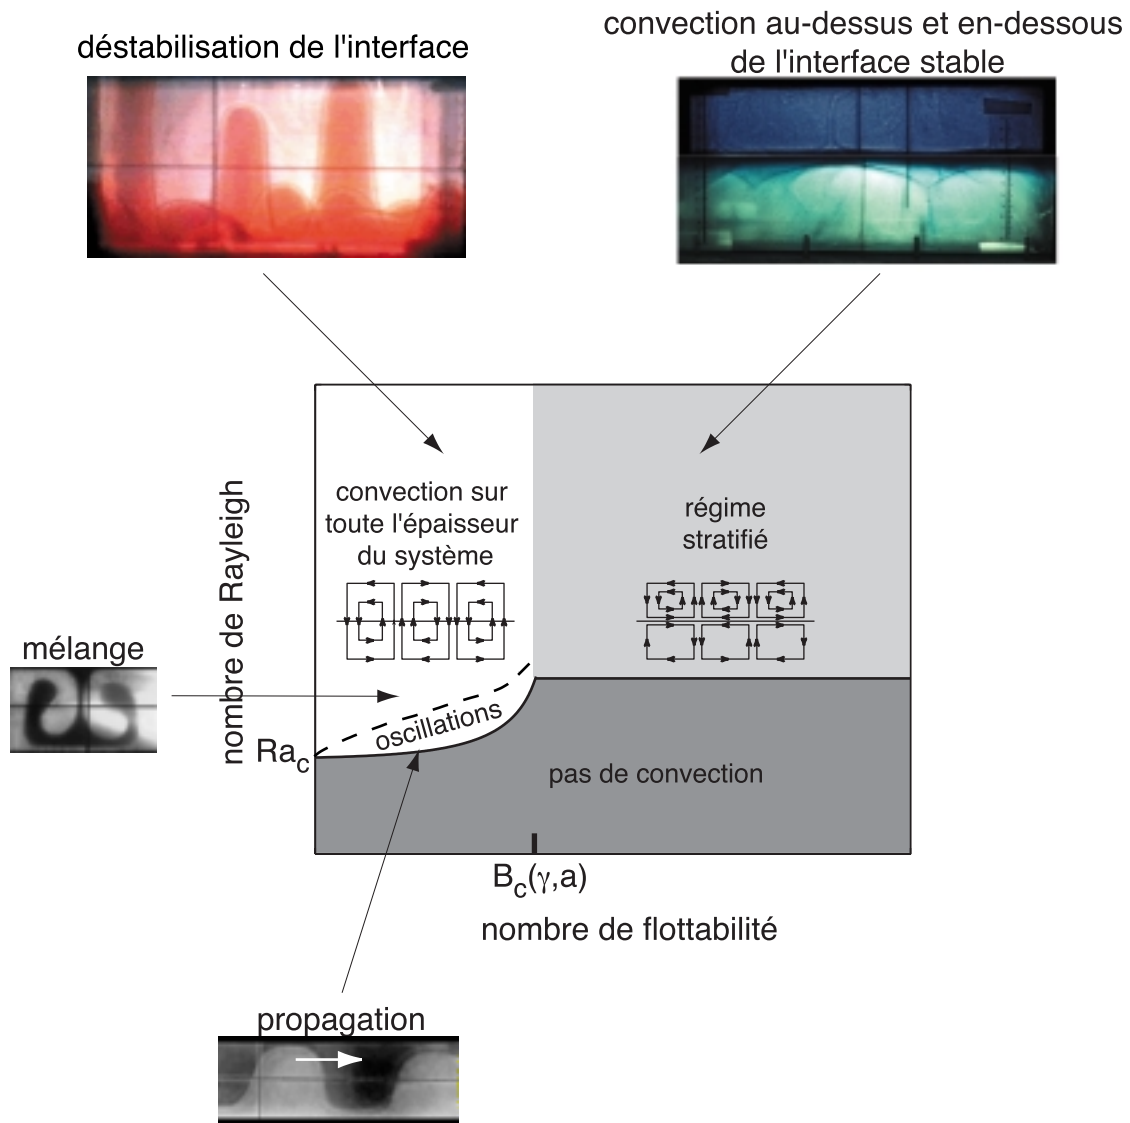 déstabilisation de l'interface
convection au-dessus et en-dessous
de l'interface stable
nombre de Rayleigh
convection sur
toute l'épaisseur
du système
régime
stratifié
mélange
oscillations
Ra_c
pas de convection
B_c(γ,a)
nombre de flottabilité
propagation